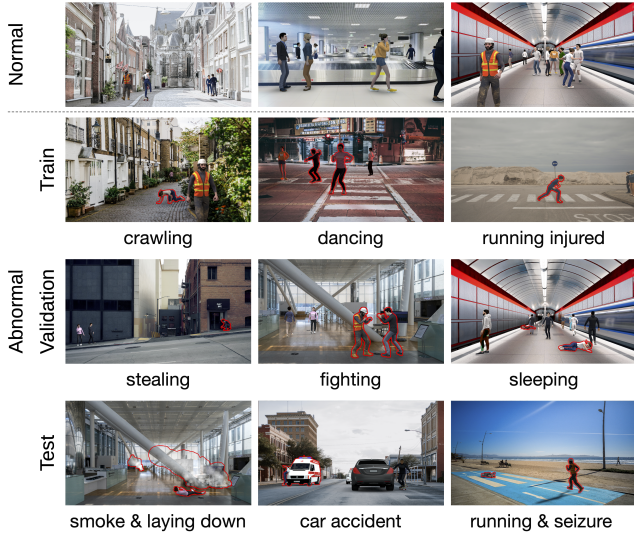 Normal
Abnormal
Train
crawling
dancing
running injured
STOP
Validation
stealing
fighting
sleeping
Test
smoke & laying down
car accident
running & seizure